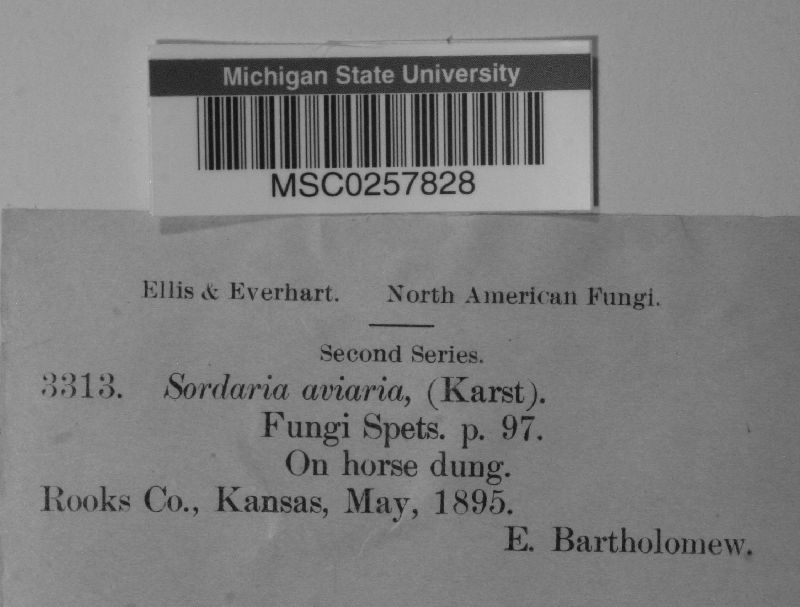 Michigan State University
MSC0257828
Ellis & Everhart. North American Fungi.
Second Series.
3313. Sordaria aviaria, (Karst).
Fungi Spets. p. 97.
On horse dung.
Rooks Co., Kansas, May, 1895.
E. Bartholomew.